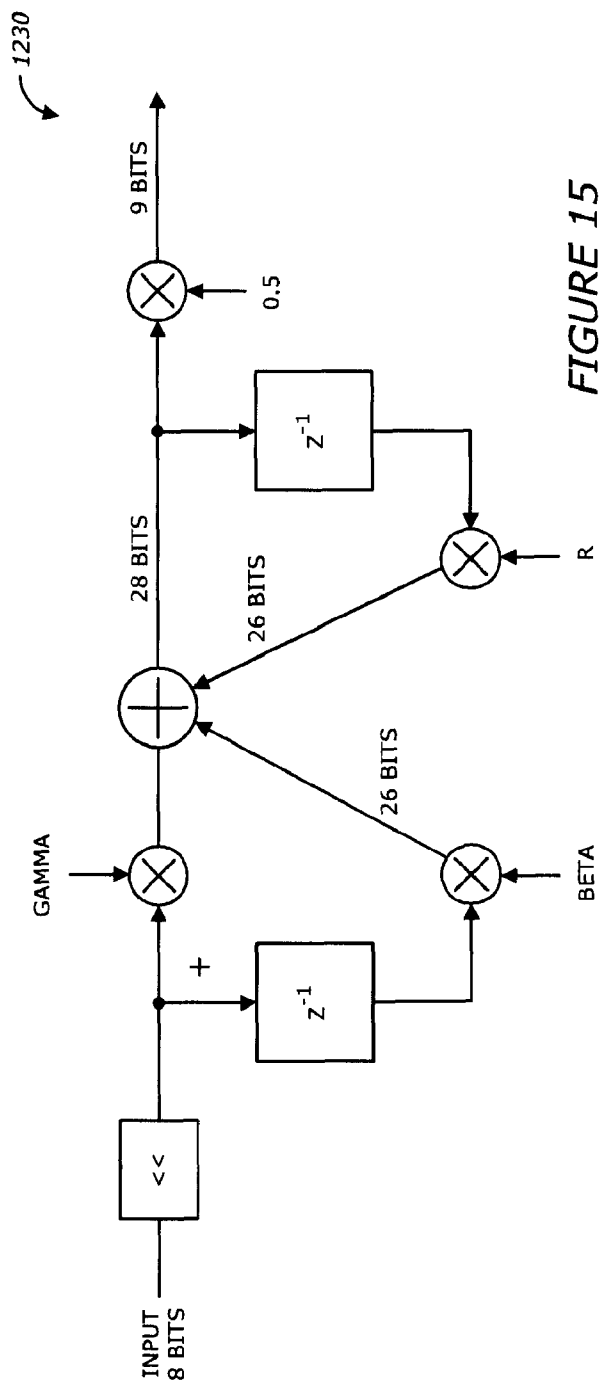 1230
INPUT
8 BITS
<<
+
z⁻¹
GAMMA
BETA
26 BITS
28 BITS
26 BITS
z⁻¹
R
0.5
9 BITS
FIGURE 15